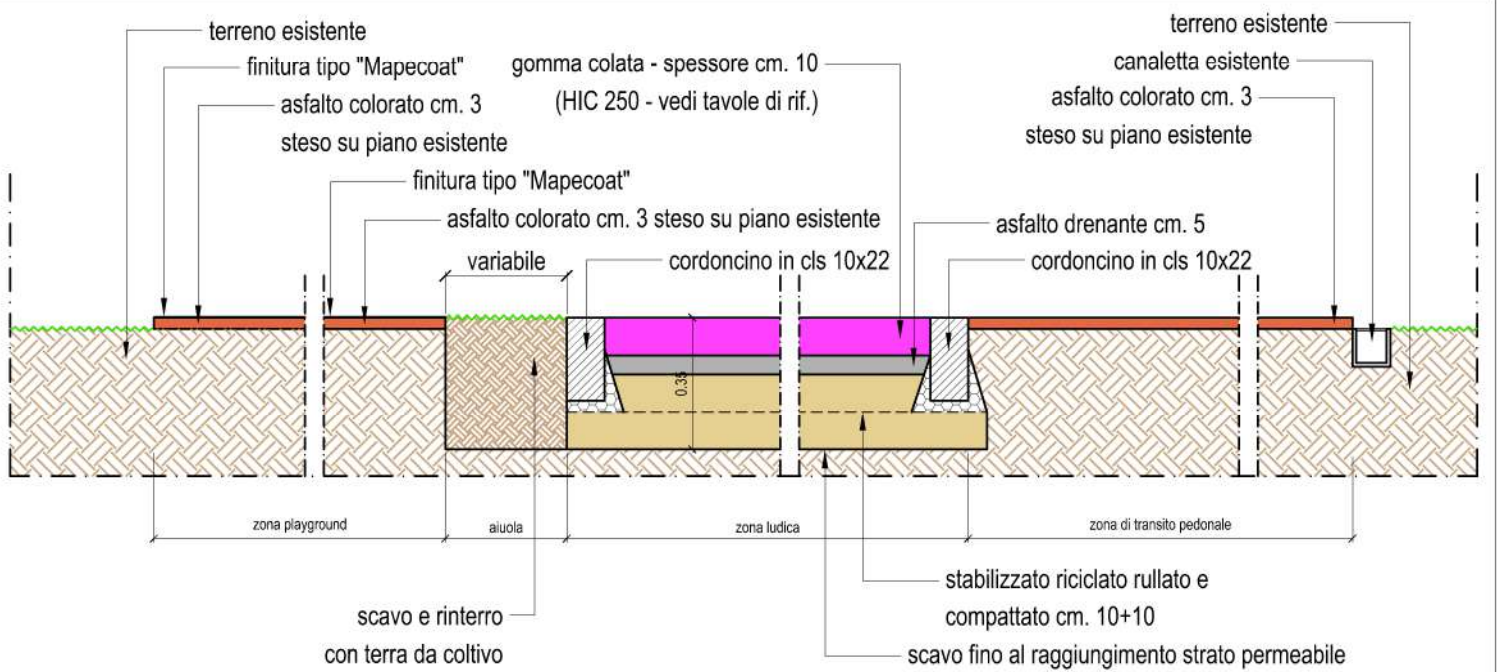 terreno esistente
finitura tipo "Mapecoat"
asfalto colorato cm. 3
steso su piano esistente
finitura tipo "Mapecoat"
asfalto colorato cm. 3 steso su piano esistente
variabile
cordoncino in cls 10x22
gomma colata - spessore cm. 10
(HIC 250 - vedi tavole di rif.)
terreno esistente
canaletta esistente
asfalto colorato cm. 3
steso su piano esistente
asfalto drenante cm. 5
cordoncino in cls 10x22
0.35
zona playground
aiuola
zona ludica
zona di transito pedonale
scavo e rinterro
con terra da coltivo
stabilizzato riciclato rullato e
compattato cm. 10+10
scavo fino al raggiungimento strato permeabile